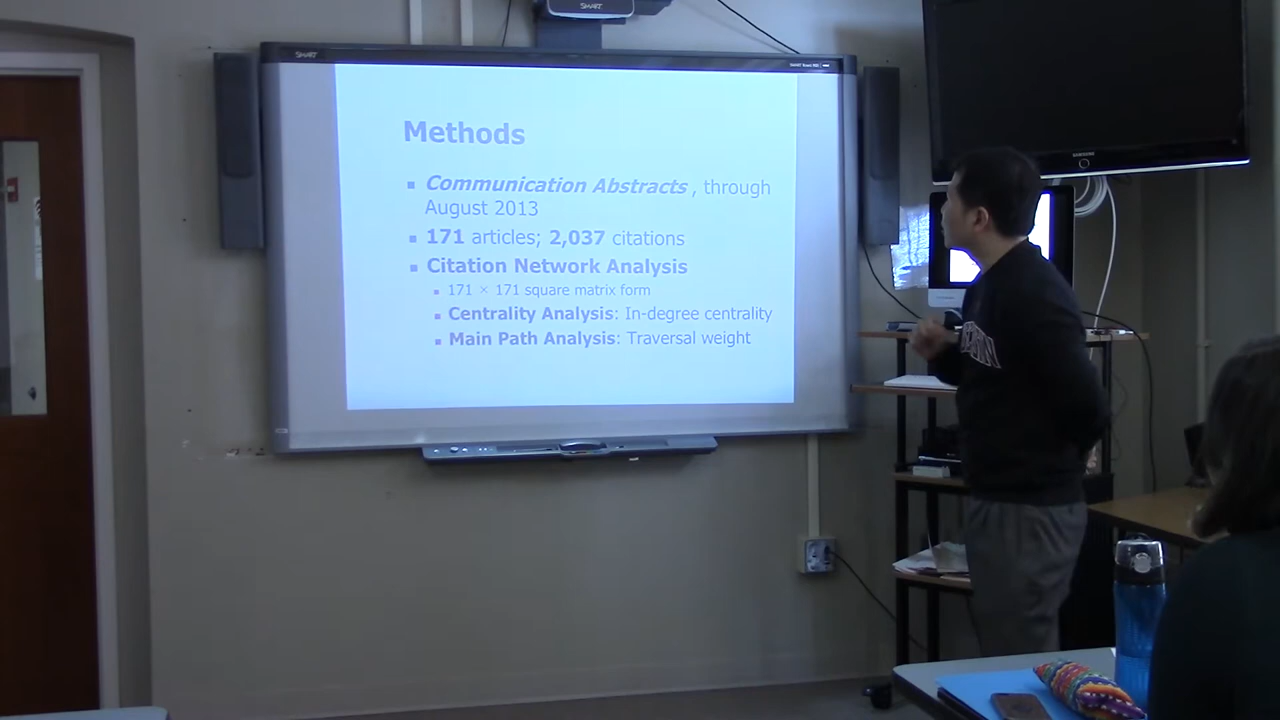 SMART
SMART
Methods
▪ Communication Abstracts , through
August 2013
▪ 171 articles; 2,037 citations
▪ Citation Network Analysis
▪ 171 × 171 square matrix form
▪ Centrality Analysis: In-degree centrality
▪ Main Path Analysis: Traversal weight
SAMSUNG